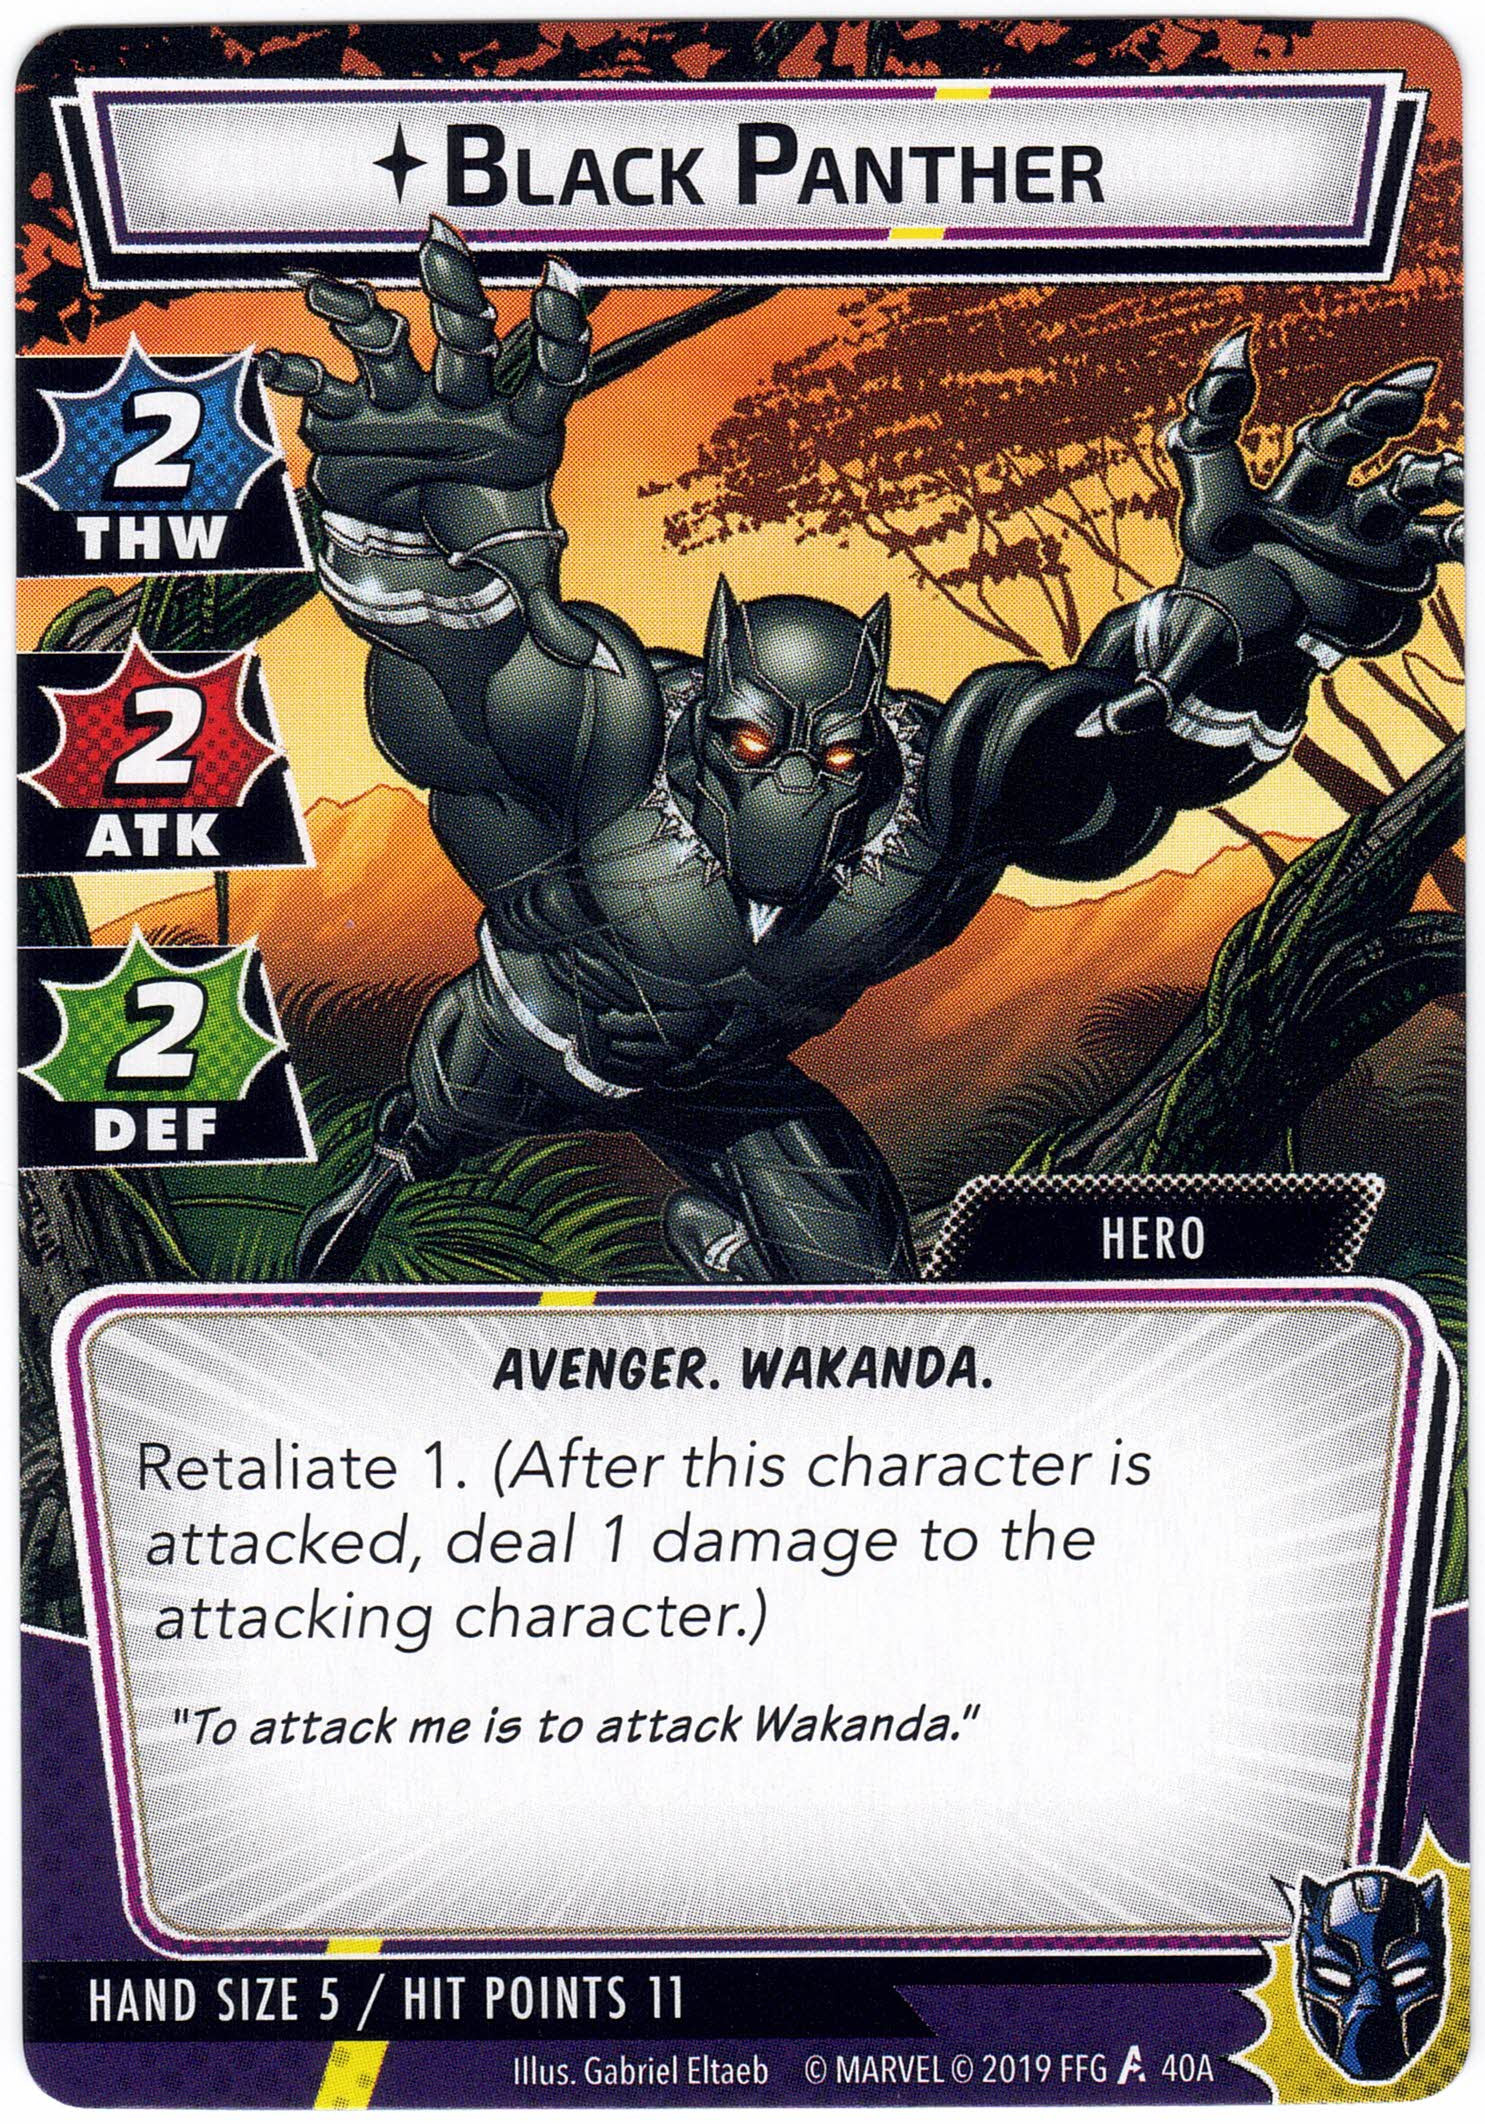 BLACK PANTHER
2
THW
2
ATK
2
DEF
HERO
AVENGER. WAKANDA.
Retaliate 1. (After this character is
attacked, deal 1 damage to the
attacking character.)
"To attack me is to attack Wakanda."
HAND SIZE 5 / HIT POINTS 11
Illus. Gabriel Eltaeb © MARVEL © 2019 FFG 40A